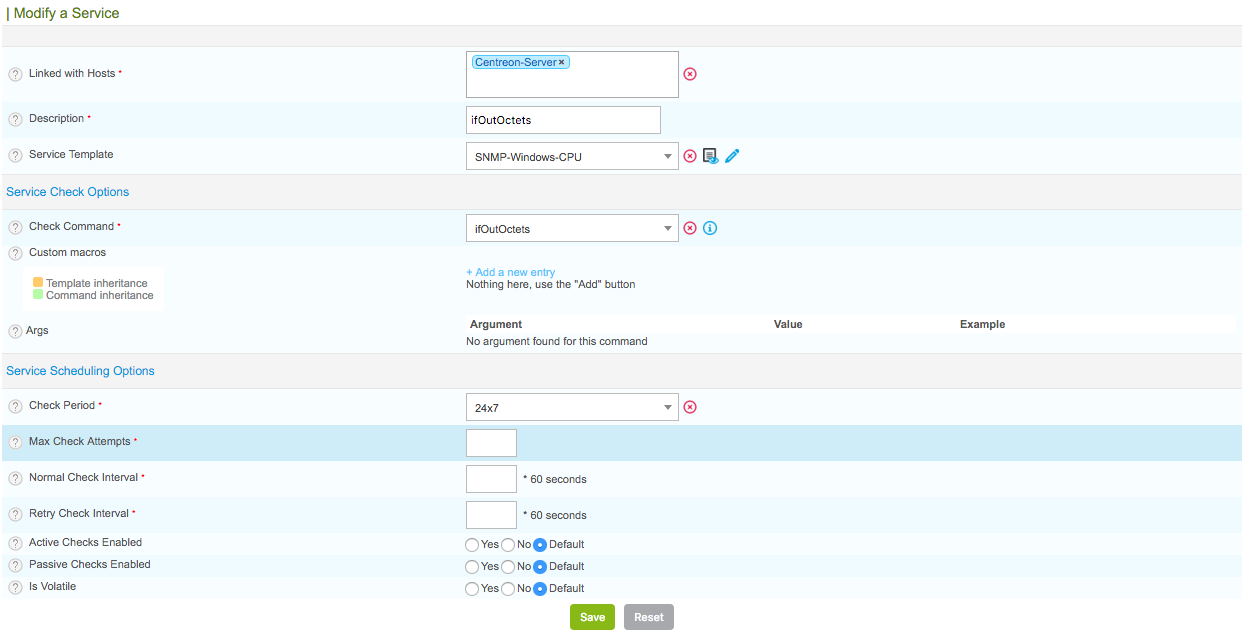 Modify a Service
? Linked with Hosts *
Centreon-Server ×
? Description *
ifOutOctets
? Service Template
SNMP-Windows-CPU
Service Check Options
? Check Command *
ifOutOctets
? Custom macros
Template inheritance
Command inheritance
+ Add a new entry
Nothing here, use the "Add" button
? Args
Argument Value Example
No argument found for this command
Service Scheduling Options
? Check Period *
24x7
? Max Check Attempts *
? Normal Check Interval *
* 60 seconds
? Retry Check Interval *
* 60 seconds
? Active Checks Enabled
Yes No Default
? Passive Checks Enabled
Yes No Default
? Is Volatile
Yes No Default
Save Reset